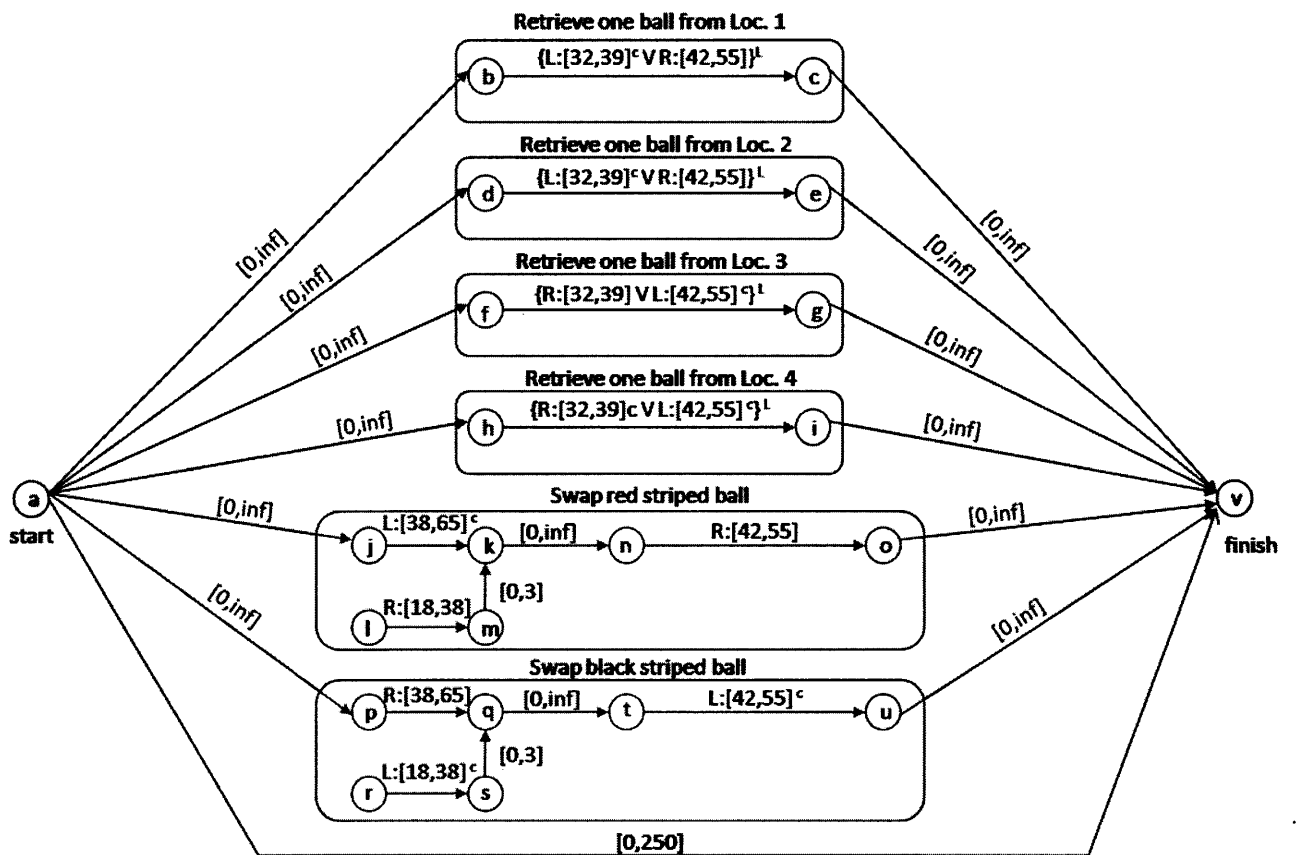 Retrieve one ball from Loc. 1
{L:[32,39]ᶜ V R:[42,55]}ᴸ
b
c
Retrieve one ball from Loc. 2
{L:[32,39]ᶜ V R:[42,55]}ᴸ
d
e
[0,inf]
[0,inf]
Retrieve one ball from Loc. 3
{R:[32,39] V L:[42,55]ᶜ}ᴸ
f
g
[0,inf]
[0,inf]
[0,inf]
[0,inf]
Retrieve one ball from Loc. 4
{R:[32,39]c V L:[42,55]ᶜ}ᴸ
h
i
[0,inf]
[0,inf]
a
start
v
finish
Swap red striped ball
[0,inf]
L:[38,65]ᶜ
[0,inf]
R:[42,55]
[0,inf]
j
k
n
o
R:[18,38]
[0,3]
l
m
[0,inf]
[0,inf]
Swap black striped ball
R:[38,65]
[0,inf]
L:[42,55]ᶜ
p
q
t
u
L:[18,38]ᶜ
[0,3]
r
s
[0,250]